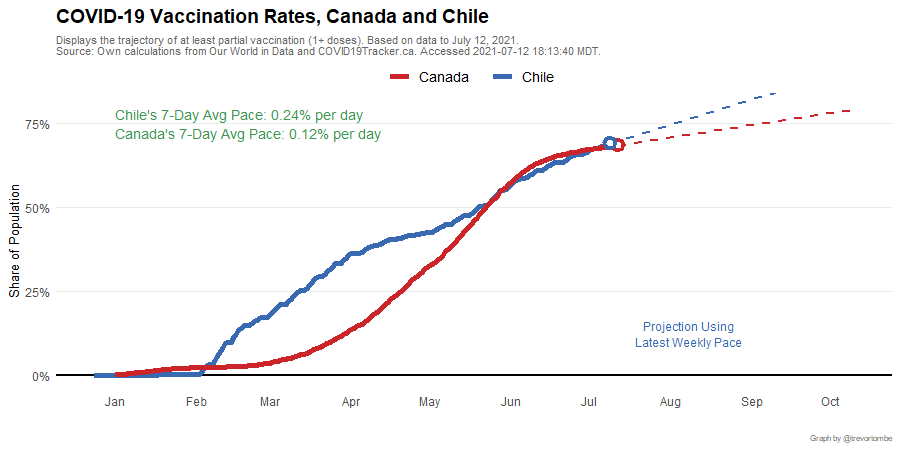 COVID-19 Vaccination Rates, Canada and Chile
Displays the trajectory of at least partial vaccination (1+ doses). Based on data to July 12, 2021.
Source: Own calculations from Our World in Data and COVID19Tracker.ca. Accessed 2021-07-12 18:13:40 MDT.
Canada Chile
Chile's 7-Day Avg Pace: 0.24% per day
Canada's 7-Day Avg Pace: 0.12% per day
75%
50%
25%
0%
Share of Population
Projection Using
Latest Weekly Pace
Jan Feb Mar Apr May Jun Jul Aug Sep Oct
Graph by @trevortombe